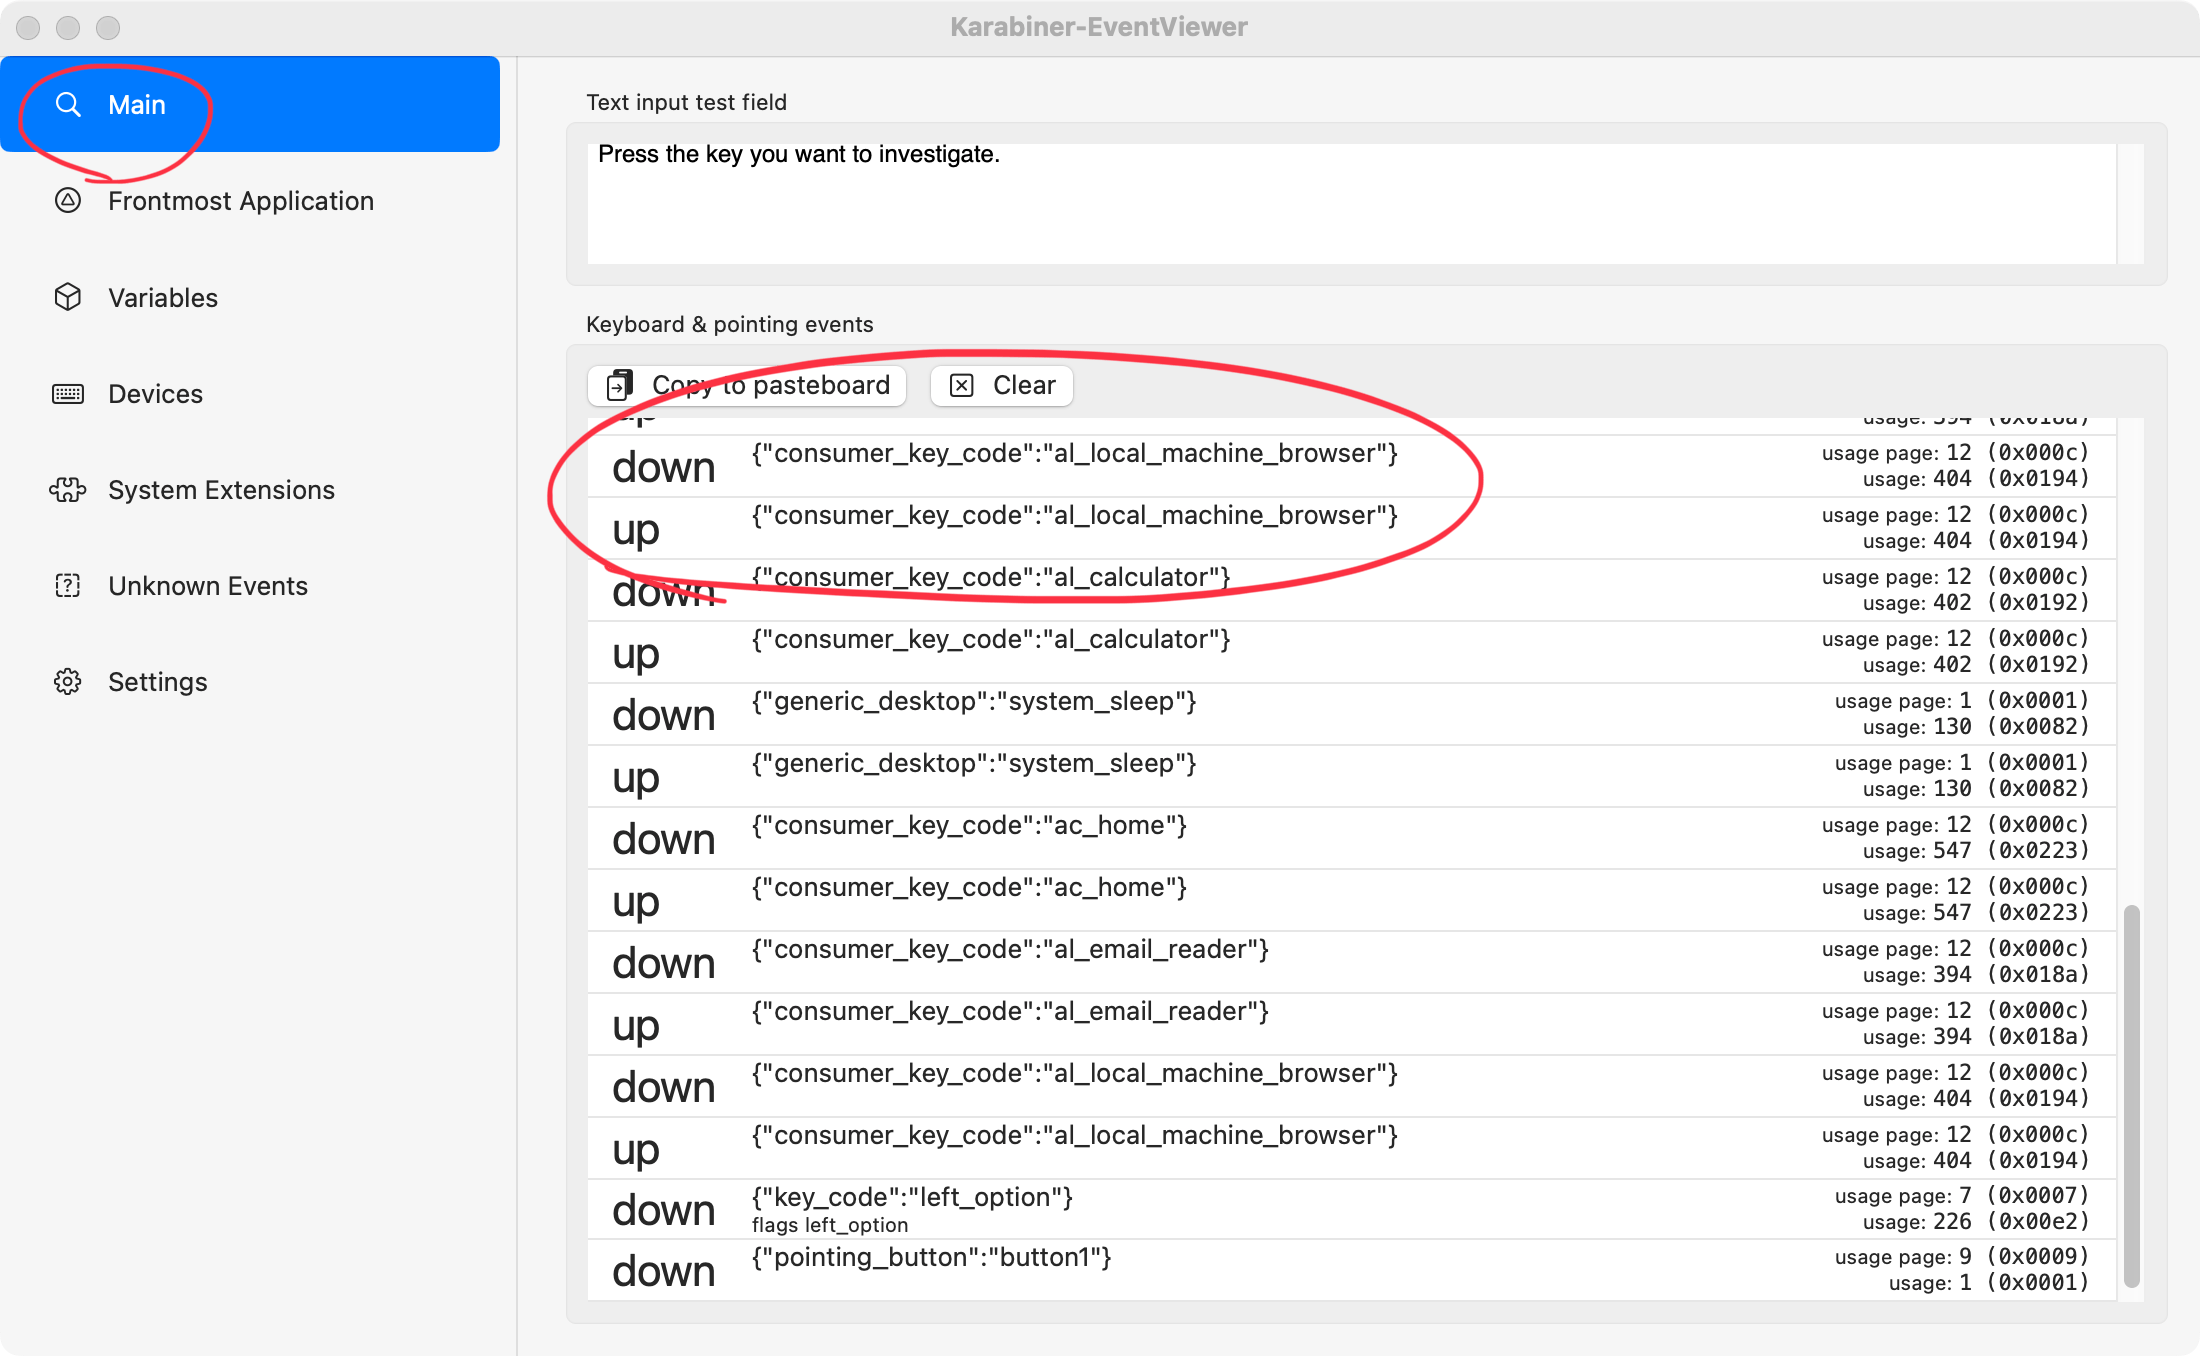 Karabiner-EventViewer
Main
Frontmost Application
Variables
Devices
System Extensions
Unknown Events
Settings
Text input test field
Press the key you want to investigate.
Keyboard & pointing events
Copy to pasteboard
Clear
up
usage: 394 (0x018a)
down {"consumer_key_code":"al_local_machine_browser"} usage page: 12 (0x000c)
usage: 404 (0x0194)
up {"consumer_key_code":"al_local_machine_browser"} usage page: 12 (0x000c)
usage: 404 (0x0194)
down {"consumer_key_code":"al_calculator"} usage page: 12 (0x000c)
usage: 402 (0x0192)
up {"consumer_key_code":"al_calculator"} usage page: 12 (0x000c)
usage: 402 (0x0192)
down {"generic_desktop":"system_sleep"} usage page: 1 (0x0001)
usage: 130 (0x0082)
up {"generic_desktop":"system_sleep"} usage page: 1 (0x0001)
usage: 130 (0x0082)
down {"consumer_key_code":"ac_home"} usage page: 12 (0x000c)
usage: 547 (0x0223)
up {"consumer_key_code":"ac_home"} usage page: 12 (0x000c)
usage: 547 (0x0223)
down {"consumer_key_code":"al_email_reader"} usage page: 12 (0x000c)
usage: 394 (0x018a)
up {"consumer_key_code":"al_email_reader"} usage page: 12 (0x000c)
usage: 394 (0x018a)
down {"consumer_key_code":"al_local_machine_browser"} usage page: 12 (0x000c)
usage: 404 (0x0194)
up {"consumer_key_code":"al_local_machine_browser"} usage page: 12 (0x000c)
usage: 404 (0x0194)
down {"key_code":"left_option"} usage page: 7 (0x0007)
flags left_option usage: 226 (0x00e2)
down {"pointing_button":"button1"} usage page: 9 (0x0009)
usage: 1 (0x0001)